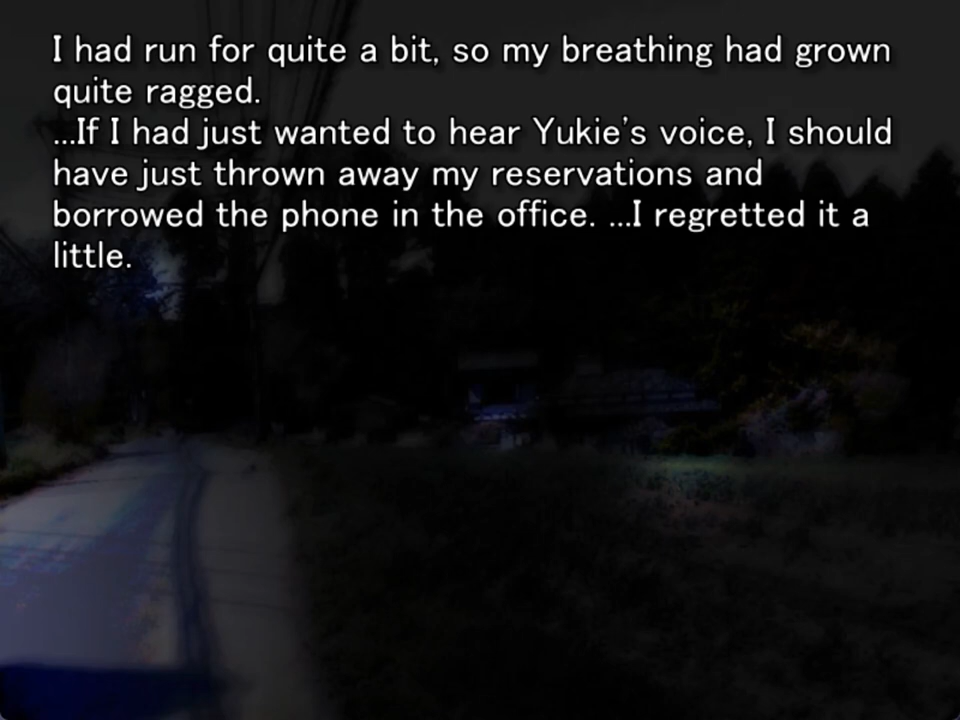 I had run for quite a bit, so my breathing had grown
quite ragged.
...If I had just wanted to hear Yukie's voice, I should
have just thrown away my reservations and
borrowed the phone in the office. ...I regretted it a
little.